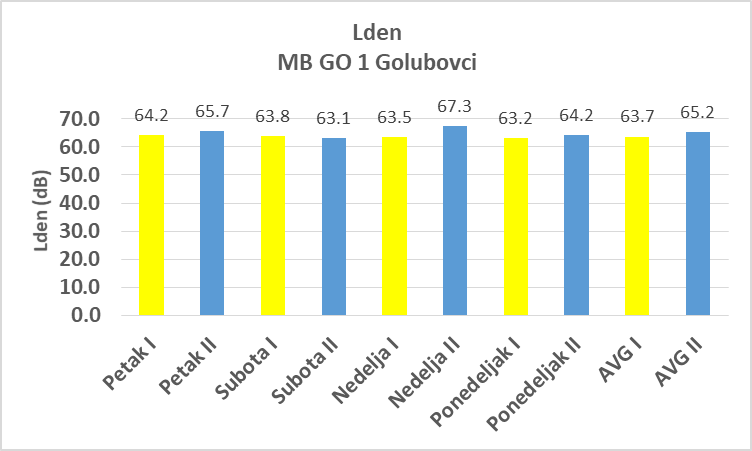 Lden
MB GO 1 Golubovci
64.2 65.7 63.8 63.1 63.5 67.3 63.2 64.2 63.7 65.2
70.0
60.0
50.0
40.0
30.0
20.0
10.0
0.0
Lden (dB)
Petak I
Petak II
Subota I
Subota II
Nedelja I
Nedelja II
Ponedeljak I
Ponedeljak II
AVG I
AVG II